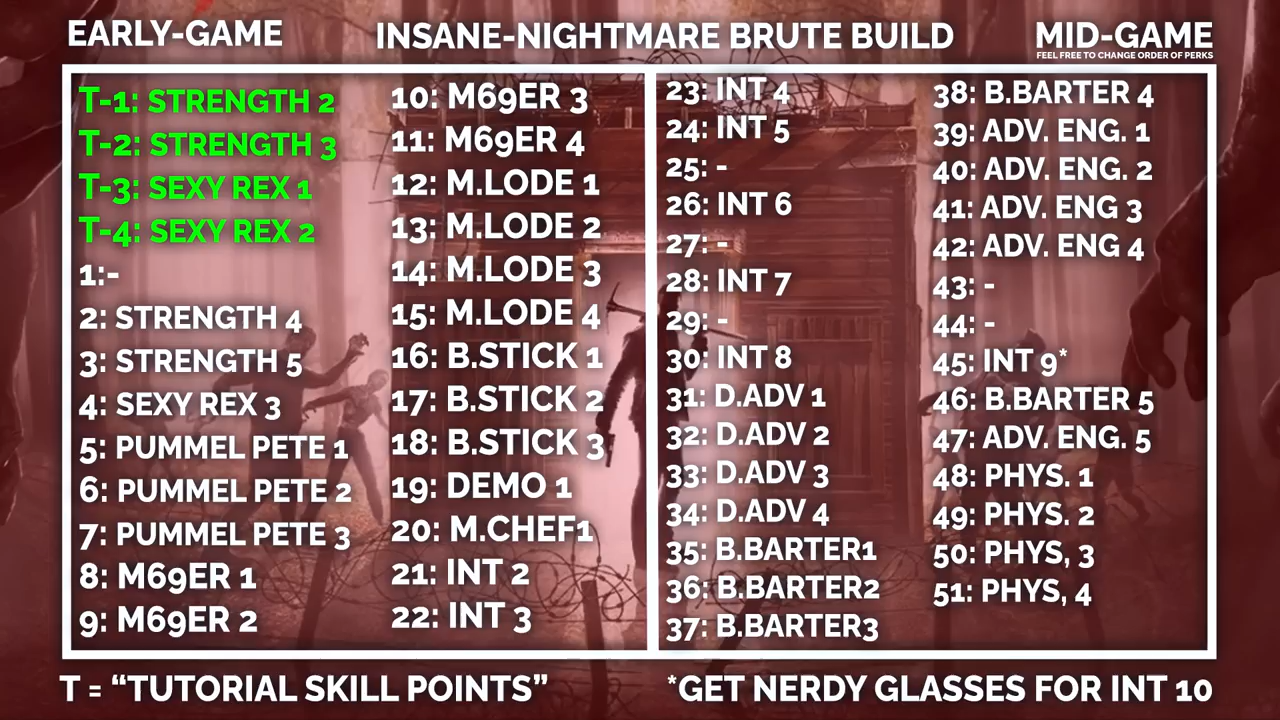 EARLY-GAME
INSANE-NIGHTMARE BRUTE BUILD
MID-GAME
FEEL FREE TO CHANGE ORDER OF PERKS
T-1: STRENGTH 2
T-2: STRENGTH 3
T-3: SEXY REX 1
T-4: SEXY REX 2
1:-
2: STRENGTH 4
3: STRENGTH 5
4: SEXY REX 3
5: PUMMEL PETE 1
6: PUMMEL PETE 2
7: PUMMEL PETE 3
8: M69ER 1
9: M69ER 2
10: M69ER 3
11: M69ER 4
12: M.LODE 1
13: M.LODE 2
14: M.LODE 3
15: M.LODE 4
16: B.STICK 1
17: B.STICK 2
18: B.STICK 3
19: DEMO 1
20: M.CHEF1
21: INT 2
22: INT 3
23: INT 4
24: INT 5
25: -
26: INT 6
27: -
28: INT 7
29: -
30: INT 8
31: D.ADV 1
32: D.ADV 2
33: D.ADV 3
34: D.ADV 4
35: B.BARTER1
36: B.BARTER2
37: B.BARTER3
38: B.BARTER 4
39: ADV. ENG. 1
40: ADV. ENG. 2
41: ADV. ENG 3
42: ADV. ENG 4
43: -
44: -
45: INT 9*
46: B.BARTER 5
47: ADV. ENG. 5
48: PHYS. 1
49: PHYS. 2
50: PHYS, 3
51: PHYS, 4
T = “TUTORIAL SKILL POINTS”
*GET NERDY GLASSES FOR INT 10